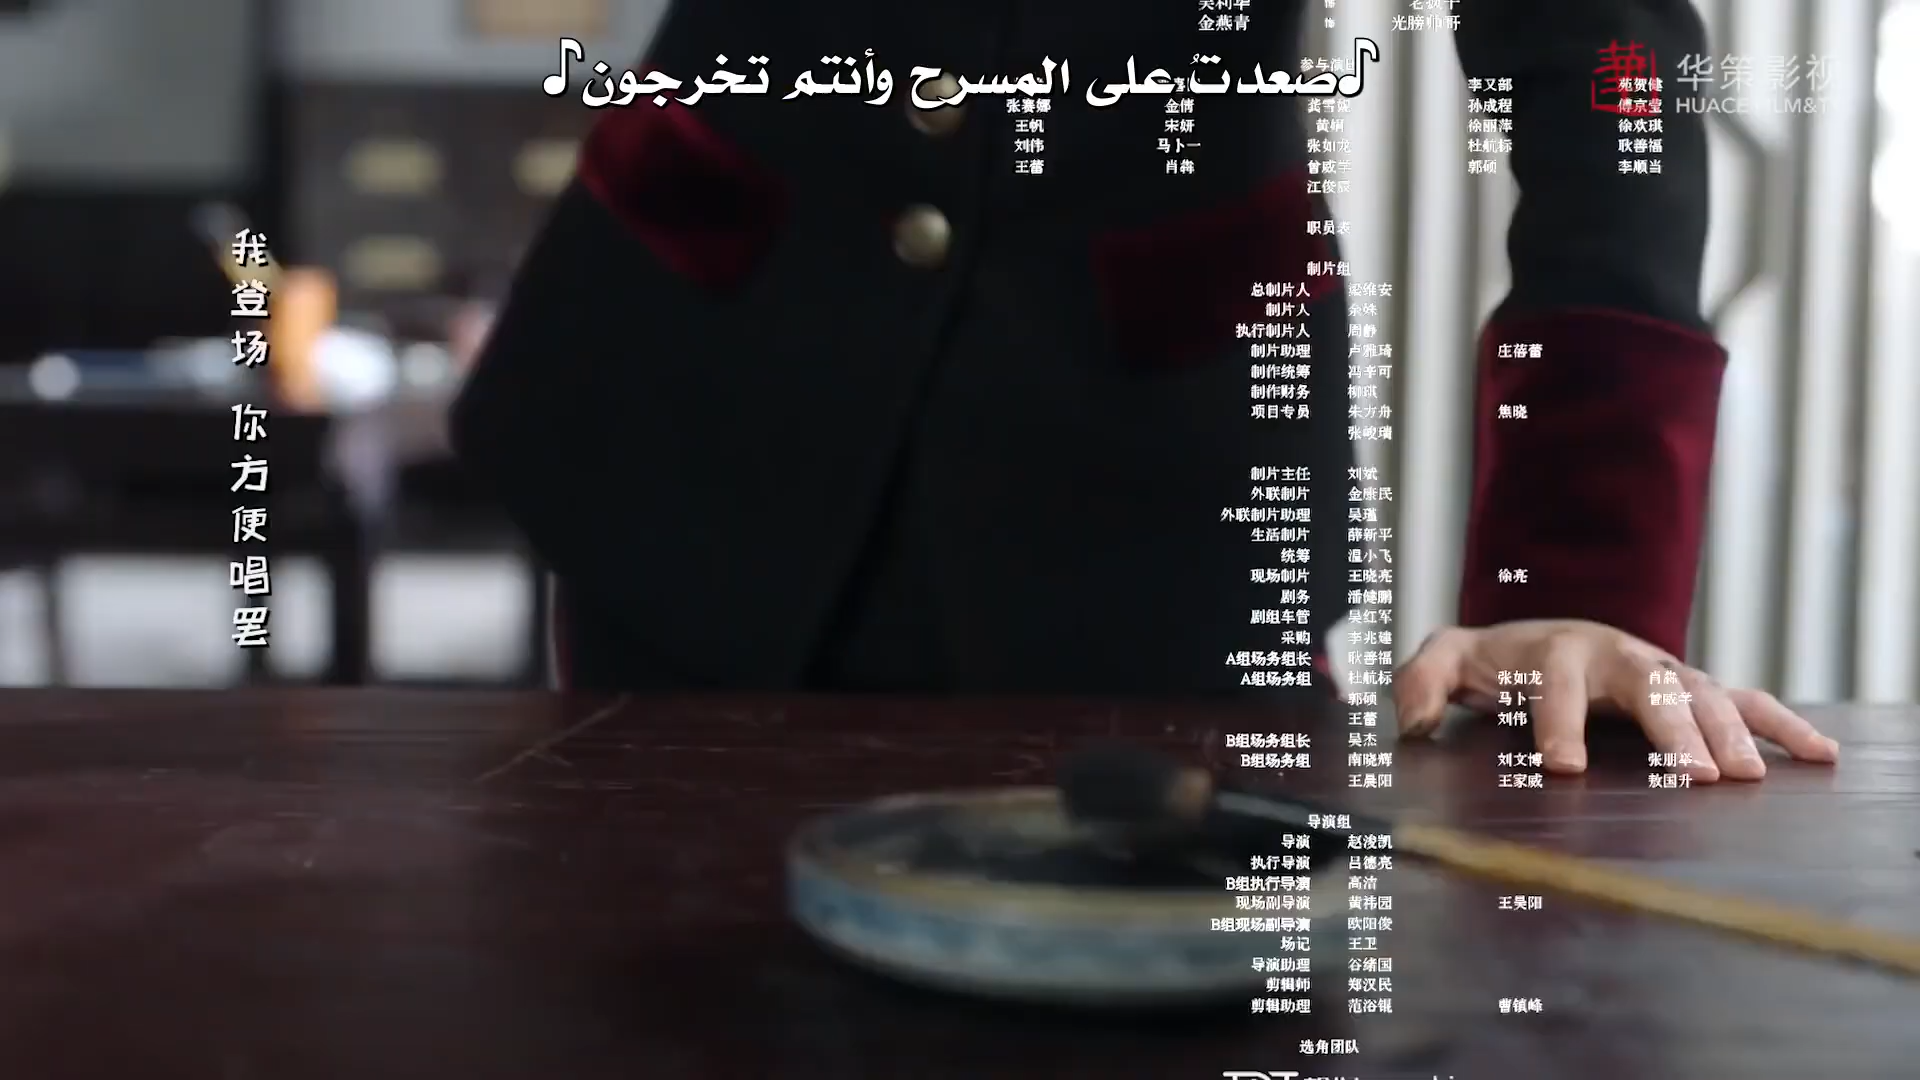 金燕青 饰 光膀帅哥
♪صعدتُ على المسرح وأنتم تخرجون♪
华策影视
HUACE FILM&TV
李又部 苑贺健
张赛娜 金倩 龚雪妮 孙成程 傅京莹
王帆 宋妍 黄娴 徐丽萍 徐欢琪
刘伟 马卜一 张如龙 杜航标 耿善福
王蕾 肖犇 曾威学 郭硕 李顺当
江俊辰
我登场 你方便唱罢
职员表
制片组
总制片人 梁维安
制片人 余姝
执行制片人 周静
制片助理 卢雅琦 庄蓓蕾
制作统筹 冯辛可
制作财务 柳琪
项目专员 朱方舟 焦晓
张峻瑞
制片主任 刘斌
外联制片 金康民
外联制片助理 吴瑾
生活制片 薛新平
统筹 温小飞
现场制片 王晓亮 徐亮
剧务 潘健鹏
剧组车管 吴红军
采购 李兆建
A组场务组长 耿善福
A组场务组 杜航标 张如龙 肖犇
郭硕 马卜一 曾威学
王蕾 刘伟
B组场务组长 吴杰
B组场务组 南晓辉 刘文博 张朋举
王晨阳 王家威 敖国升
导演组
导演 赵浚凯
执行导演 吕德亮
B组执行导演 高洁
现场副导演 黄祎园 王昊阳
B组现场副导演 欧阳俊
场记 王卫
导演助理 谷绪国
剪辑师 郑汉民
剪辑助理 范浴锟 曹镇峰
选角团队